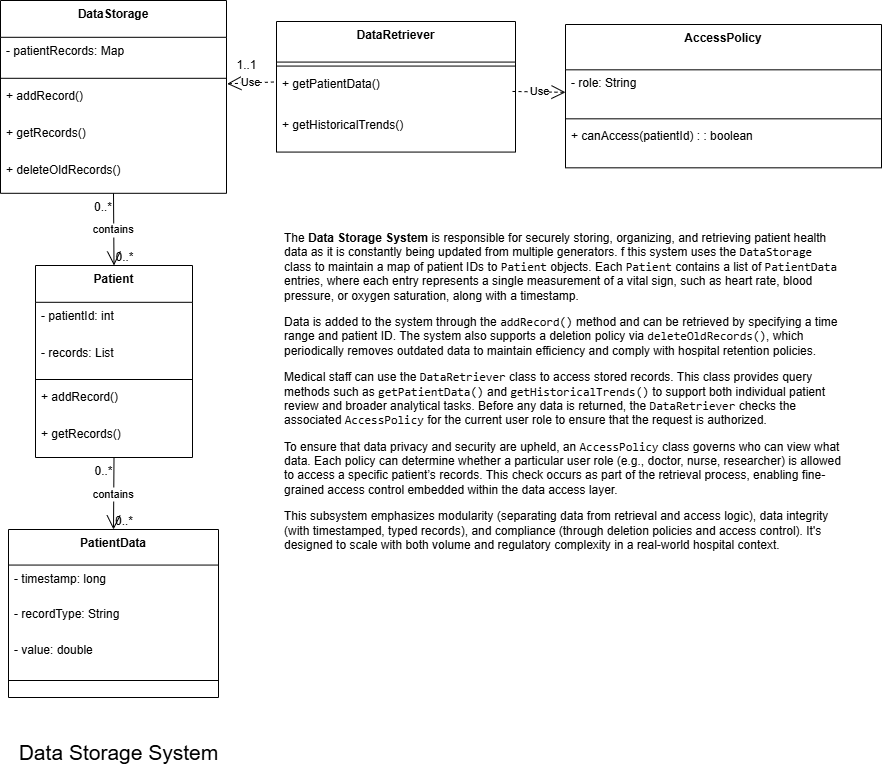 DataStorage
- patientRecords: Map
+ addRecord()
+ getRecords()
+ deleteOldRecords()
1..1
Use
DataRetriever
+ getPatientData()
+ getHistoricalTrends()
Use
AccessPolicy
- role: String
+ canAccess(patientId) : : boolean
0..*
contains
0..*
Patient
- patientId: int
- records: List
+ addRecord()
+ getRecords()
0..*
contains
0..*
PatientData
- timestamp: long
- recordType: String
- value: double
The Data Storage System is responsible for securely storing, organizing, and retrieving patient health
data as it is constantly being updated from multiple generators. f this system uses the DataStorage
class to maintain a map of patient IDs to Patient objects. Each Patient contains a list of PatientData
entries, where each entry represents a single measurement of a vital sign, such as heart rate, blood
pressure, or oxygen saturation, along with a timestamp.
Data is added to the system through the addRecord() method and can be retrieved by specifying a time
range and patient ID. The system also supports a deletion policy via deleteOldRecords(), which
periodically removes outdated data to maintain efficiency and comply with hospital retention policies.
Medical staff can use the DataRetriever class to access stored records. This class provides query
methods such as getPatientData() and getHistoricalTrends() to support both individual patient
review and broader analytical tasks. Before any data is returned, the DataRetriever checks the
associated AccessPolicy for the current user role to ensure that the request is authorized.
To ensure that data privacy and security are upheld, an AccessPolicy class governs who can view what
data. Each policy can determine whether a particular user role (e.g., doctor, nurse, researcher) is allowed
to access a specific patient's records. This check occurs as part of the retrieval process, enabling fine-
grained access control embedded within the data access layer.
This subsystem emphasizes modularity (separating data from retrieval and access logic), data integrity
(with timestamped, typed records), and compliance (through deletion policies and access control). It's
designed to scale with both volume and regulatory complexity in a real-world hospital context.
Data Storage System